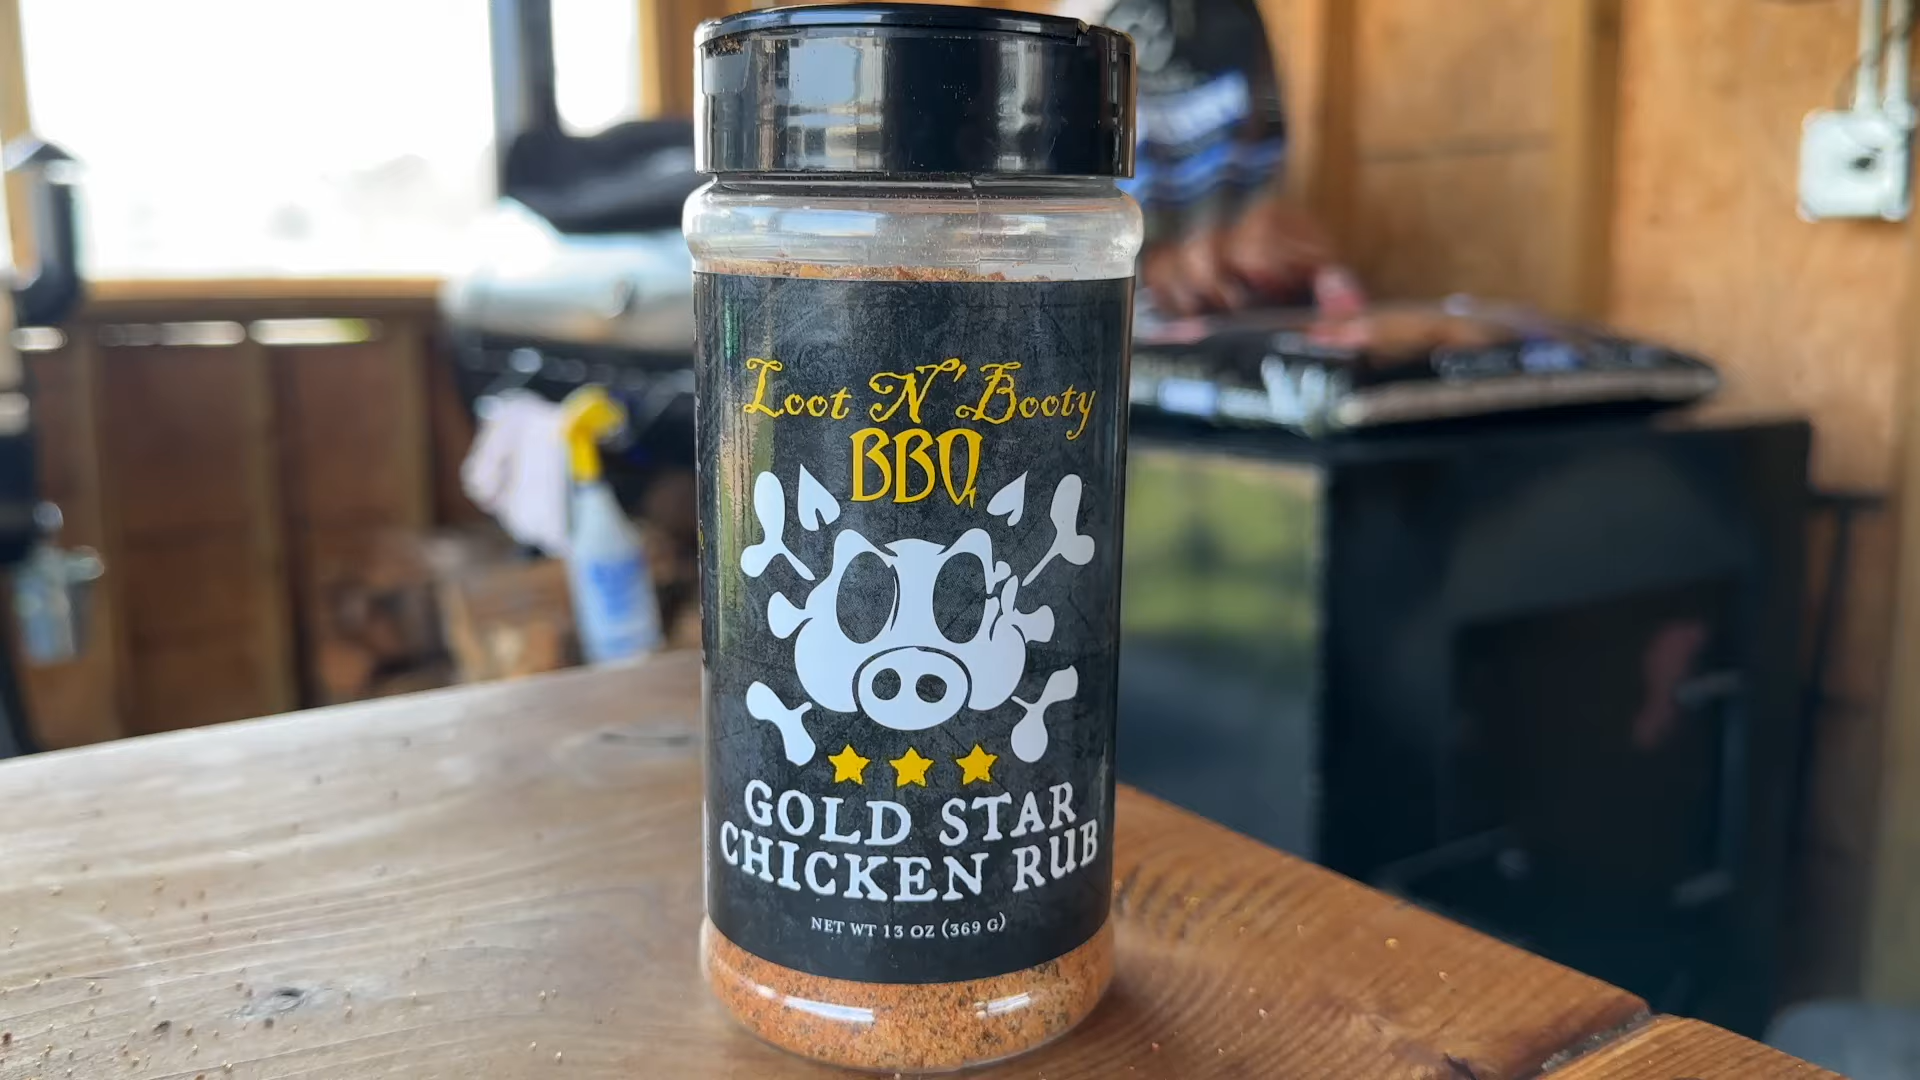 Loot N' Booty
BBQ
GOLD STAR
CHICKEN RUB
NET WT 13 OZ (369 G)